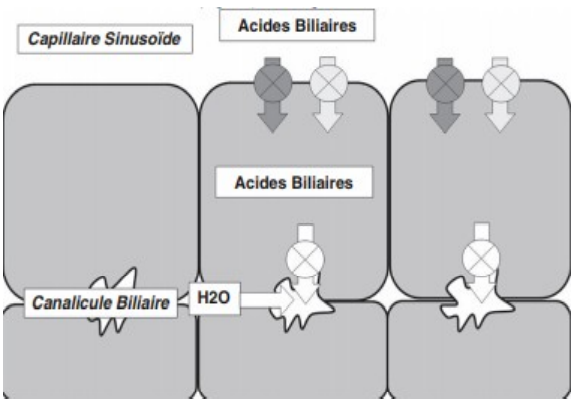 Acides Biliaires
Capillaire Sinusoïde
Acides Biliaires
Canalicule Biliaire
H2O